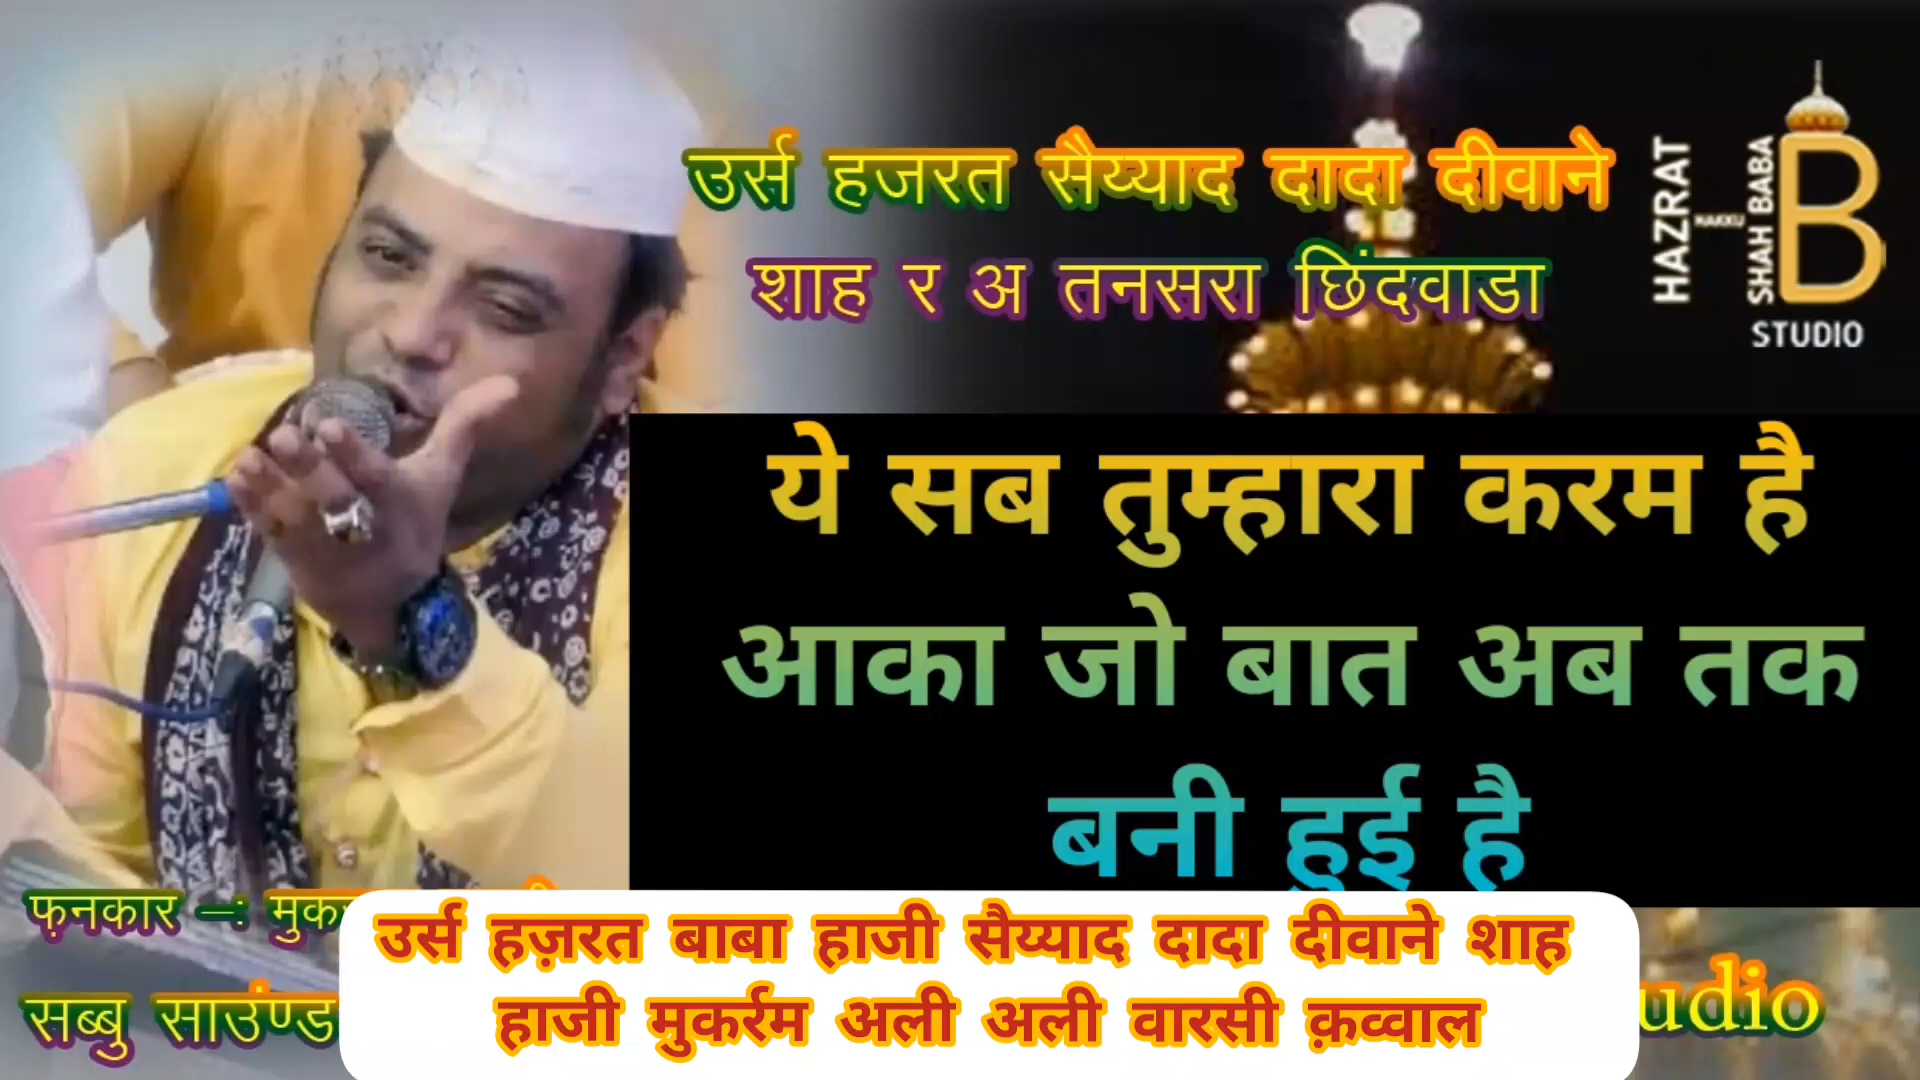 उर्स हजरत सैय्याद दादा दीवाने
शाह र अ तनसरा छिंदवाडा
HAZRAT
HAKKU
SHAH BABA
B
STUDIO
ये सब तुम्हारा करम है
आका जो बात अब तक
बनी हुई है
फ़नकार -:
सब्बु साउंण्ड
उर्स हज़रत बाबा हाजी सैय्याद दादा दीवाने शाह
हाजी मुकर्रम अली अली वारसी क़व्वाल